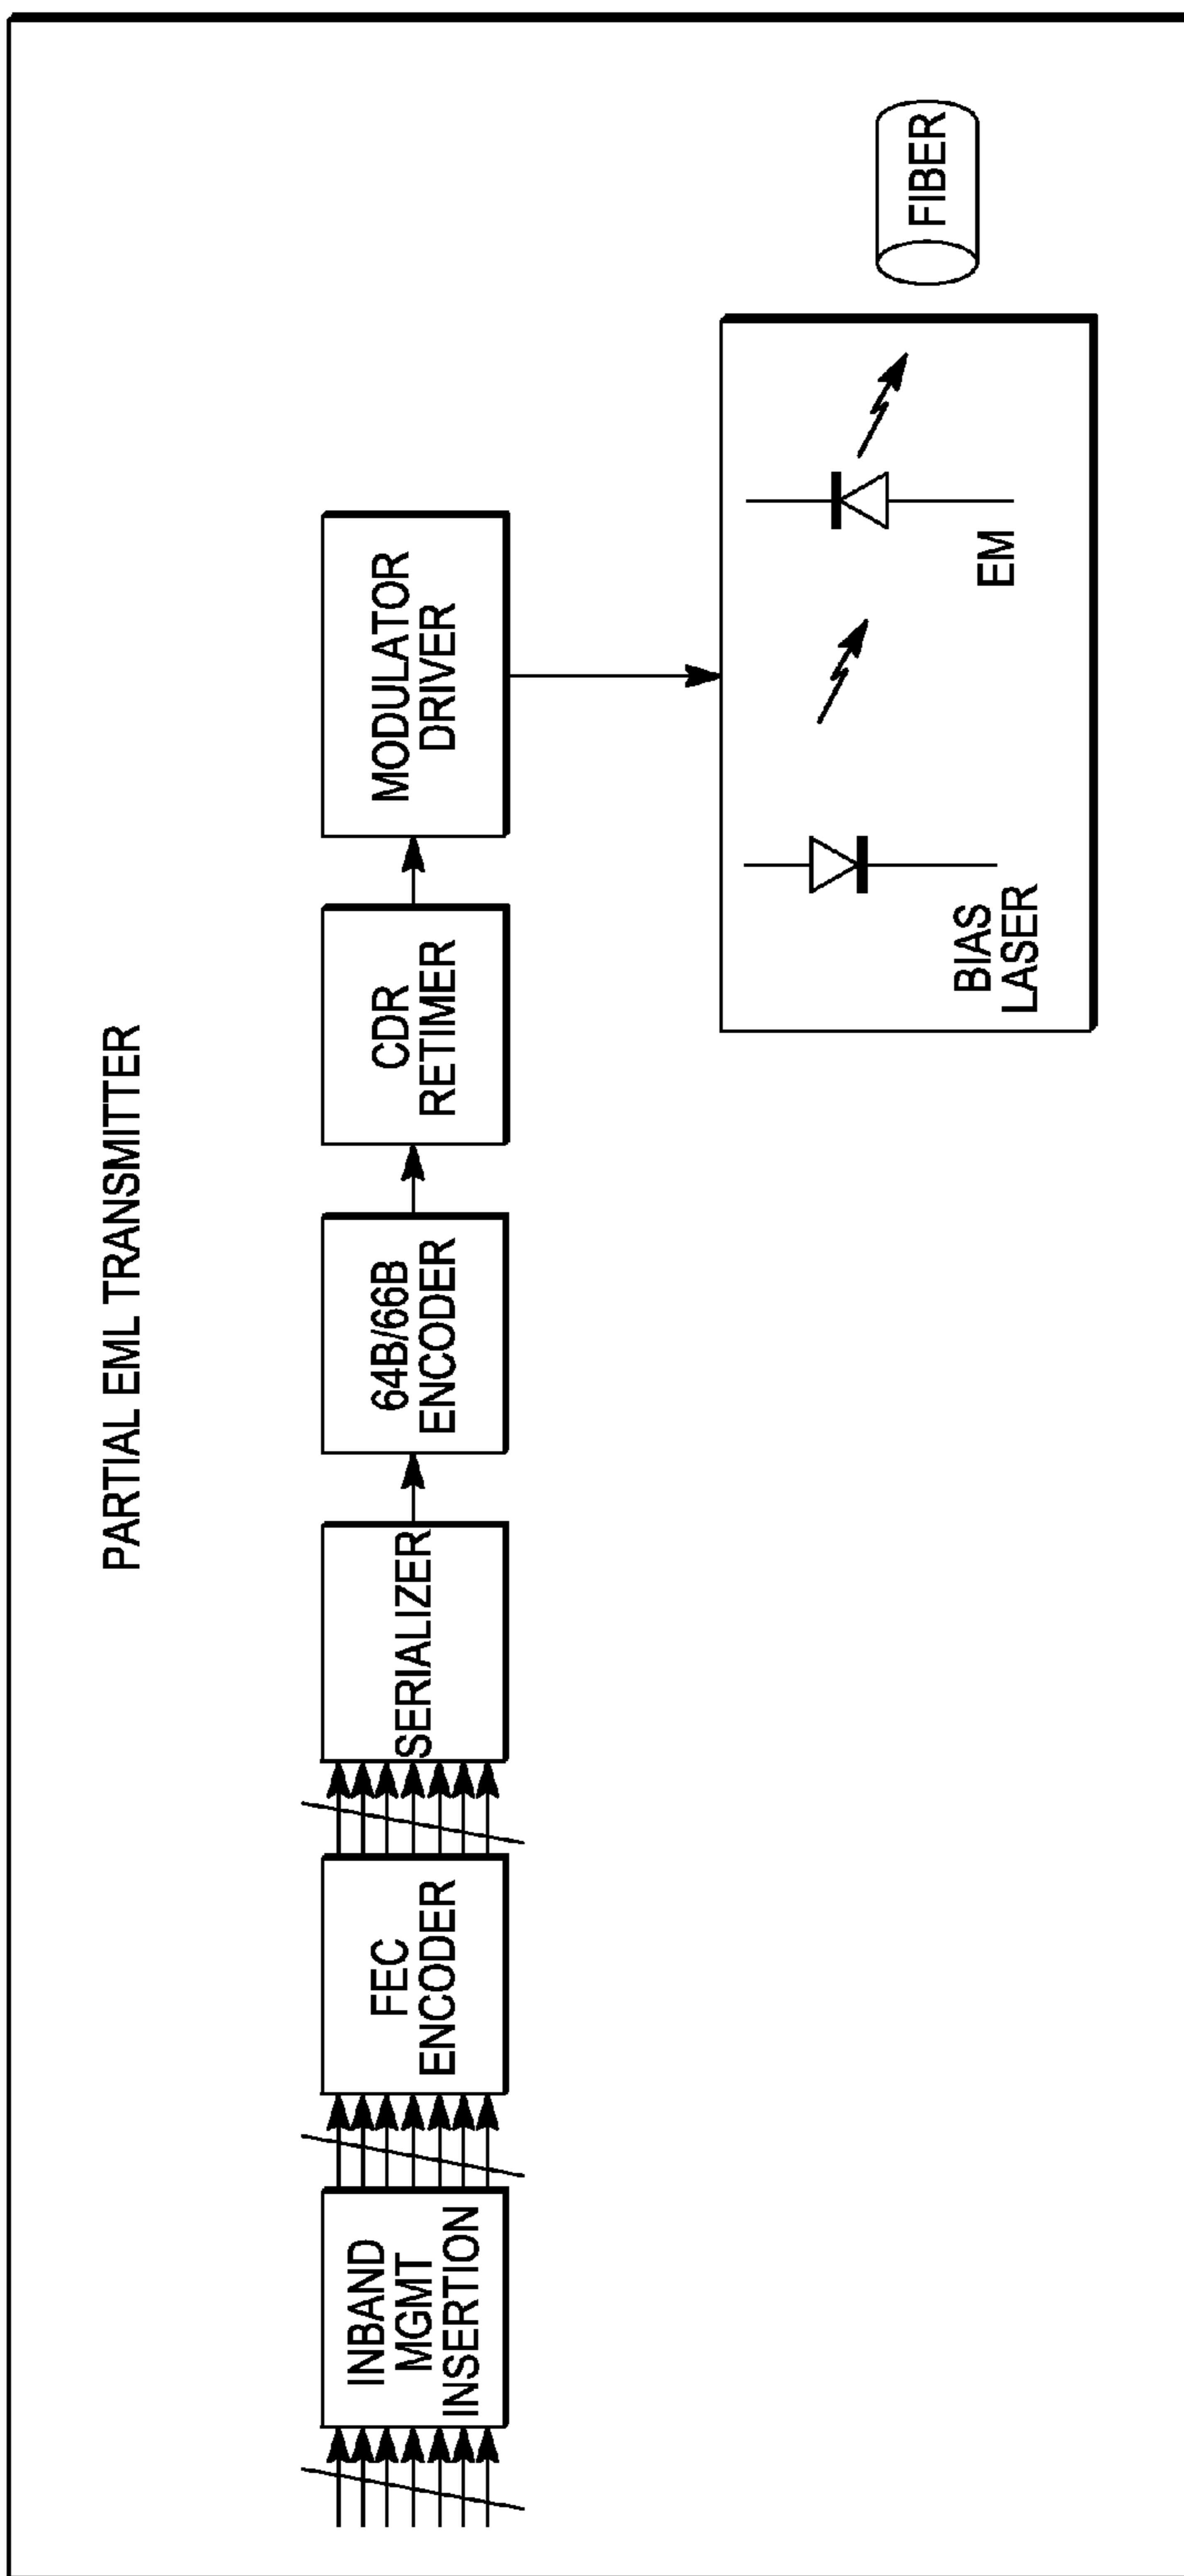 PARTIAL EML TRANSMITTER
INBAND
MGMT
INSERTION
FEC
ENCODER
SERIALIZER
64B/66B
ENCODER
CDR
RETIMER
MODULATOR
DRIVER
BIAS
LASER
EM
FIBER